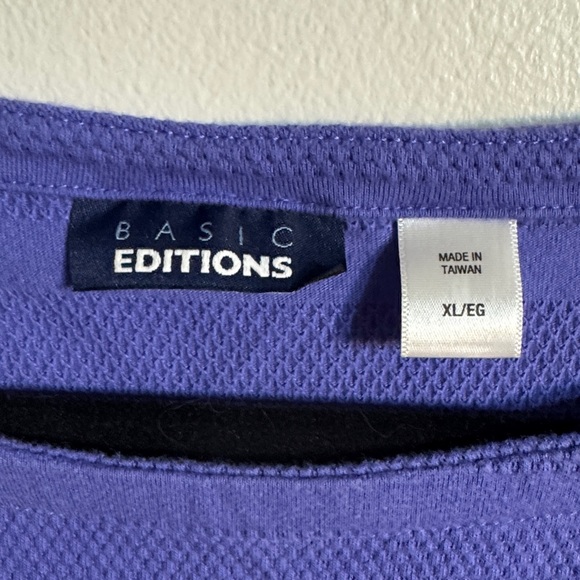 BASIC
EDITIONS
MADE IN
TAIWAN
XL/EG